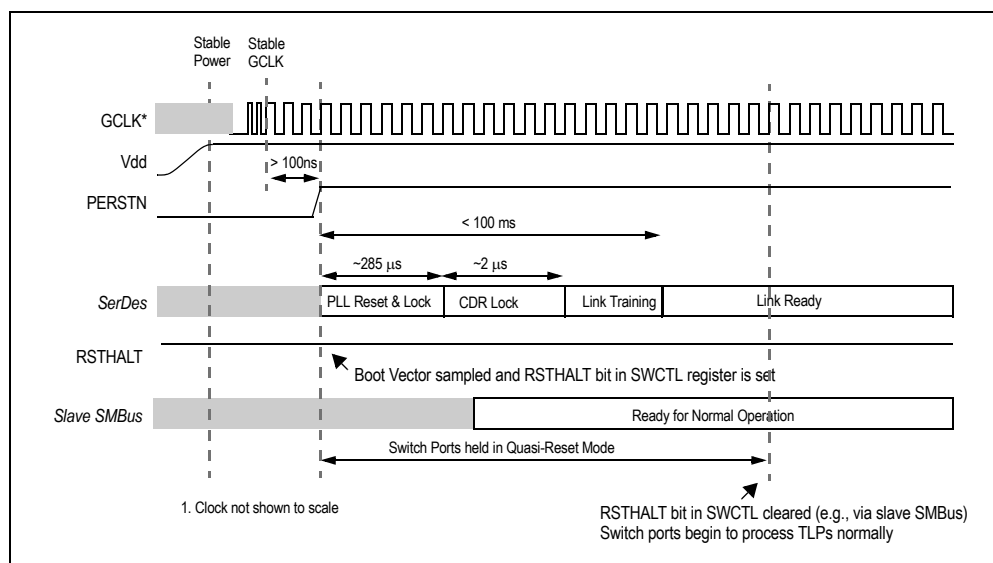 Stable
Power
Stable
GCLK
GCLK*
Vdd
> 100ns
PERSTN
< 100 ms
~285 μs
~2 μs
SerDes
PLL Reset & Lock
CDR Lock
Link Training
Link Ready
RSTHALT
Boot Vector sampled and RSTHALT bit in SWCTL register is set
Slave SMBus
Ready for Normal Operation
Switch Ports held in Quasi-Reset Mode
1. Clock not shown to scale
RSTHALT bit in SWCTL cleared (e.g., via slave SMBus)
Switch ports begin to process TLPs normally